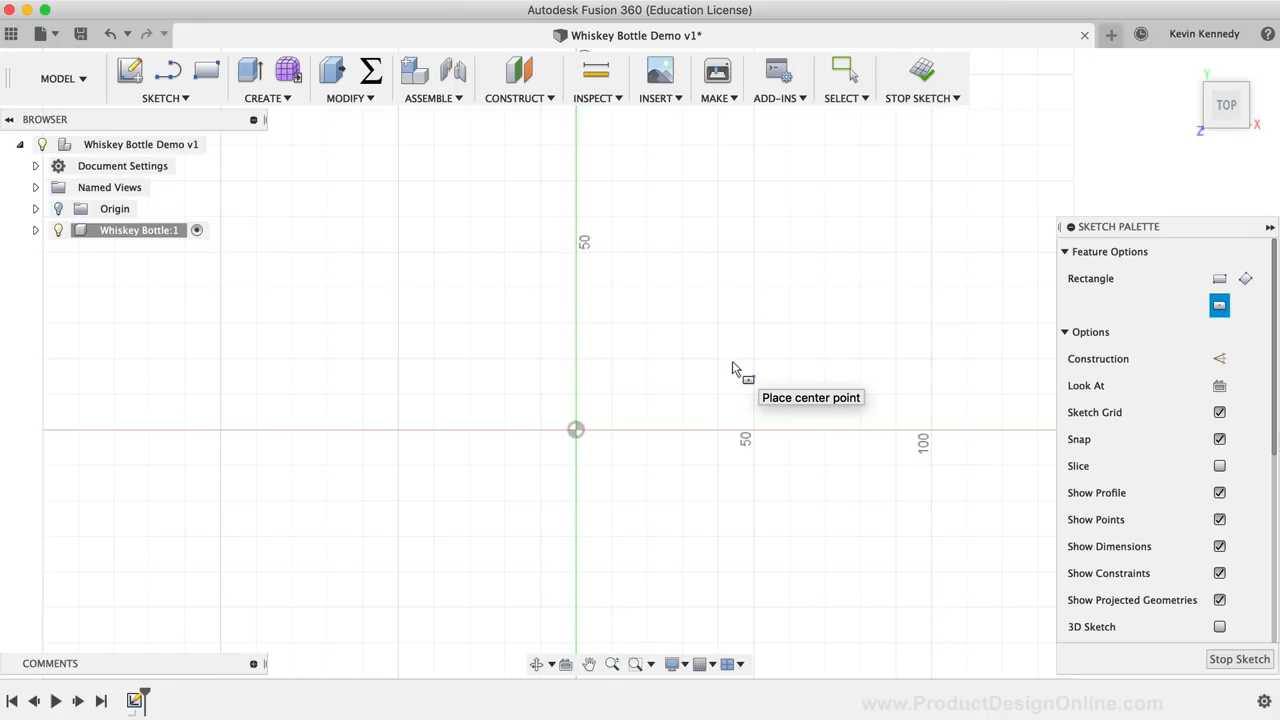 Autodesk Fusion 360 (Education License)
Whiskey Bottle Demo v1*
Kevin Kennedy
MODEL
SKETCH
CREATE
MODIFY
ASSEMBLE
CONSTRUCT
INSPECT
INSERT
MAKE
ADD-INS
SELECT
STOP SKETCH
Y
TOP
Z
X
BROWSER
Whiskey Bottle Demo v1
Document Settings
Named Views
Origin
Whiskey Bottle:1
50
50
100
Place center point
SKETCH PALETTE
Feature Options
Rectangle
Options
Construction
Look At
Sketch Grid
Snap
Slice
Show Profile
Show Points
Show Dimensions
Show Constraints
Show Projected Geometries
3D Sketch
Stop Sketch
COMMENTS
www.ProductDesignOnline.com